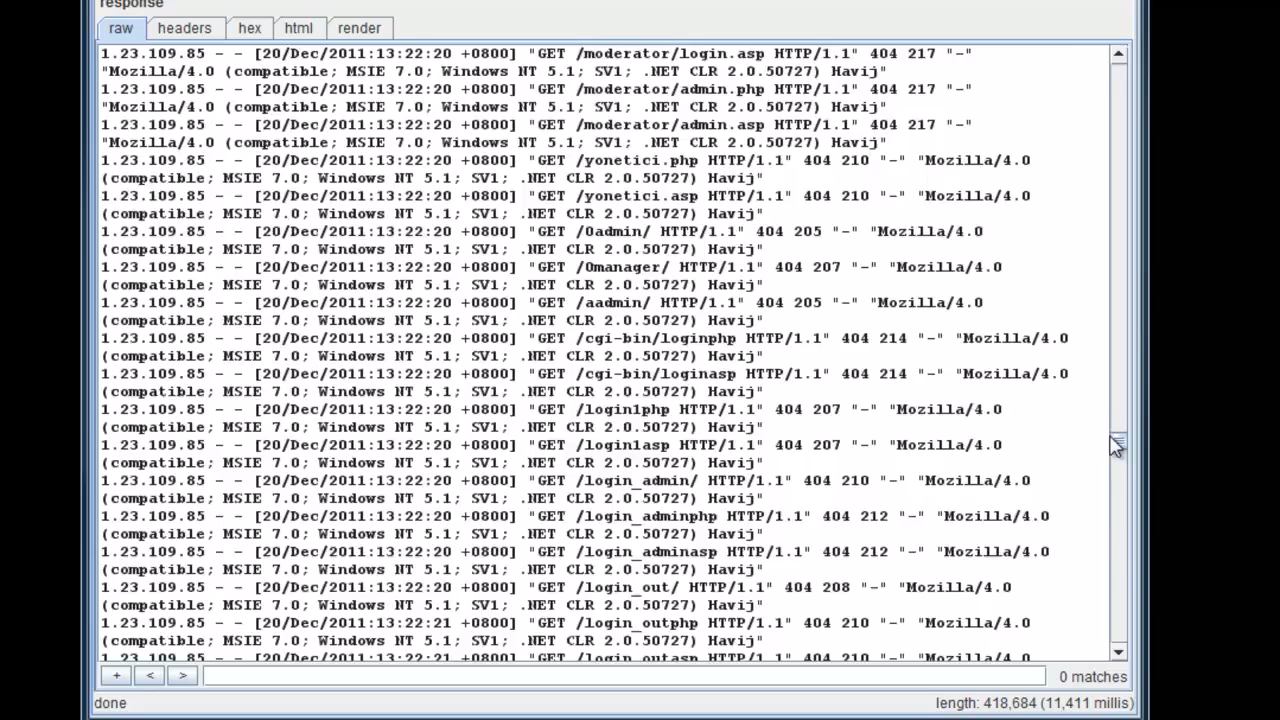 response
raw headers hex html render
1.23.109.85 - - [20/Dec/2011:13:22:20 +0800] "GET /moderator/login.asp HTTP/1.1" 404 217 "-"
"Mozilla/4.0 (compatible; MSIE 7.0; Windows NT 5.1; SV1; .NET CLR 2.0.50727) Havij"
1.23.109.85 - - [20/Dec/2011:13:22:20 +0800] "GET /moderator/admin.php HTTP/1.1" 404 217 "-"
"Mozilla/4.0 (compatible; MSIE 7.0; Windows NT 5.1; SV1; .NET CLR 2.0.50727) Havij"
1.23.109.85 - - [20/Dec/2011:13:22:20 +0800] "GET /moderator/admin.asp HTTP/1.1" 404 217 "-"
"Mozilla/4.0 (compatible; MSIE 7.0; Windows NT 5.1; SV1; .NET CLR 2.0.50727) Havij"
1.23.109.85 - - [20/Dec/2011:13:22:20 +0800] "GET /yonetici.php HTTP/1.1" 404 210 "-" "Mozilla/4.0
(compatible; MSIE 7.0; Windows NT 5.1; SV1; .NET CLR 2.0.50727) Havij"
1.23.109.85 - - [20/Dec/2011:13:22:20 +0800] "GET /yonetici.asp HTTP/1.1" 404 210 "-" "Mozilla/4.0
(compatible; MSIE 7.0; Windows NT 5.1; SV1; .NET CLR 2.0.50727) Havij"
1.23.109.85 - - [20/Dec/2011:13:22:20 +0800] "GET /0admin/ HTTP/1.1" 404 205 "-" "Mozilla/4.0
(compatible; MSIE 7.0; Windows NT 5.1; SV1; .NET CLR 2.0.50727) Havij"
1.23.109.85 - - [20/Dec/2011:13:22:20 +0800] "GET /0manager/ HTTP/1.1" 404 207 "-" "Mozilla/4.0
(compatible; MSIE 7.0; Windows NT 5.1; SV1; .NET CLR 2.0.50727) Havij"
1.23.109.85 - - [20/Dec/2011:13:22:20 +0800] "GET /aadmin/ HTTP/1.1" 404 205 "-" "Mozilla/4.0
(compatible; MSIE 7.0; Windows NT 5.1; SV1; .NET CLR 2.0.50727) Havij"
1.23.109.85 - - [20/Dec/2011:13:22:20 +0800] "GET /cgi-bin/loginphp HTTP/1.1" 404 214 "-" "Mozilla/4.0
(compatible; MSIE 7.0; Windows NT 5.1; SV1; .NET CLR 2.0.50727) Havij"
1.23.109.85 - - [20/Dec/2011:13:22:20 +0800] "GET /cgi-bin/loginasp HTTP/1.1" 404 214 "-" "Mozilla/4.0
(compatible; MSIE 7.0; Windows NT 5.1; SV1; .NET CLR 2.0.50727) Havij"
1.23.109.85 - - [20/Dec/2011:13:22:20 +0800] "GET /login1php HTTP/1.1" 404 207 "-" "Mozilla/4.0
(compatible; MSIE 7.0; Windows NT 5.1; SV1; .NET CLR 2.0.50727) Havij"
1.23.109.85 - - [20/Dec/2011:13:22:20 +0800] "GET /login1asp HTTP/1.1" 404 207 "-" "Mozilla/4.0
(compatible; MSIE 7.0; Windows NT 5.1; SV1; .NET CLR 2.0.50727) Havij"
1.23.109.85 - - [20/Dec/2011:13:22:20 +0800] "GET /login_admin/ HTTP/1.1" 404 210 "-" "Mozilla/4.0
(compatible; MSIE 7.0; Windows NT 5.1; SV1; .NET CLR 2.0.50727) Havij"
1.23.109.85 - - [20/Dec/2011:13:22:20 +0800] "GET /login_adminphp HTTP/1.1" 404 212 "-" "Mozilla/4.0
(compatible; MSIE 7.0; Windows NT 5.1; SV1; .NET CLR 2.0.50727) Havij"
1.23.109.85 - - [20/Dec/2011:13:22:20 +0800] "GET /login_adminasp HTTP/1.1" 404 212 "-" "Mozilla/4.0
(compatible; MSIE 7.0; Windows NT 5.1; SV1; .NET CLR 2.0.50727) Havij"
1.23.109.85 - - [20/Dec/2011:13:22:20 +0800] "GET /login_out/ HTTP/1.1" 404 208 "-" "Mozilla/4.0
(compatible; MSIE 7.0; Windows NT 5.1; SV1; .NET CLR 2.0.50727) Havij"
1.23.109.85 - - [20/Dec/2011:13:22:21 +0800] "GET /login_outphp HTTP/1.1" 404 210 "-" "Mozilla/4.0
(compatible; MSIE 7.0; Windows NT 5.1; SV1; .NET CLR 2.0.50727) Havij"
1.23.109.85 - - [20/Dec/2011:13:22:21 +0800] "GET /login_outasp HTTP/1.1" 404 210 "-" "Mozilla/4.0
+ < > 0 matches
done length: 418,684 (11,411 millis)